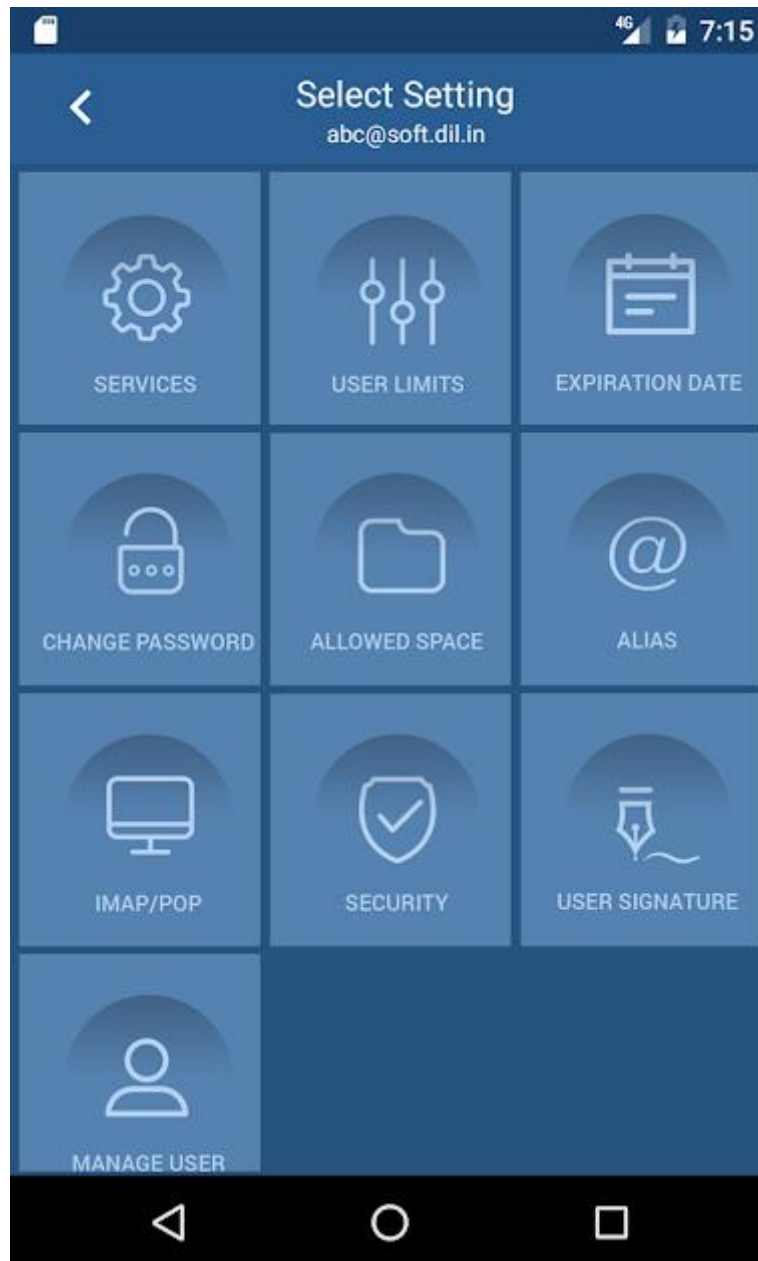 4G 7:15
Select Setting
abc@soft.dil.in
SERVICES
USER LIMITS
EXPIRATION DATE
CHANGE PASSWORD
ALLOWED SPACE
@
ALIAS
IMAP/POP
SECURITY
USER SIGNATURE
MANAGE USER